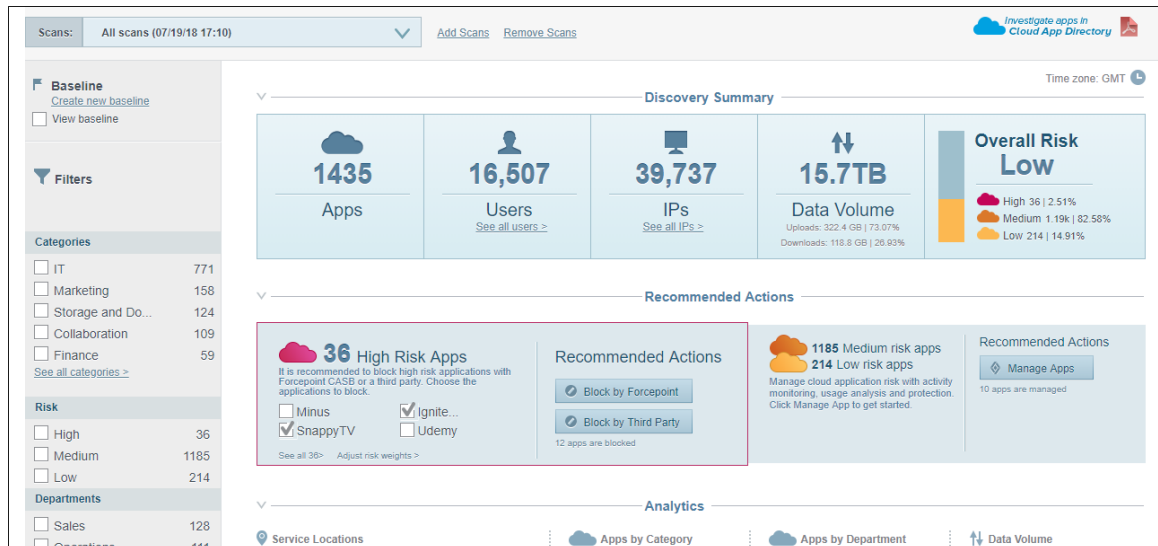 Scans: All scans (07/19/18 17:10) Add Scans Remove Scans
Investigate apps in
Cloud App Directory
Baseline
Create new baseline
View baseline
Filters
Categories
IT 771
Marketing 158
Storage and Do... 124
Collaboration 109
Finance 59
See all categories >
Risk
High 36
Medium 1185
Low 214
Departments
Sales 128
Operations 111
Time zone: GMT
Discovery Summary
1435
Apps
16,507
Users
See all users >
39,737
IPs
See all IPs >
15.7TB
Data Volume
Uploads: 322.4 GB | 73.07%
Downloads: 118.8 GB | 26.93%
Overall Risk
Low
High 36 | 2.51%
Medium 1.19k | 82.58%
Low 214 | 14.91%
Recommended Actions
36 High Risk Apps
It is recommended to block high risk applications with
Forcepoint CASB or a third party. Choose the
applications to block.
Minus Ignite...
SnappyTV Udemy
See all 36> Adjust risk weights >
Recommended Actions
Block by Forcepoint
Block by Third Party
12 apps are blocked
1185 Medium risk apps
214 Low risk apps
Manage cloud application risk with activity
monitoring, usage analysis and protection.
Click Manage App to get started.
Recommended Actions
Manage Apps
10 apps are managed
Analytics
Service Locations Apps by Category Apps by Department Data Volume